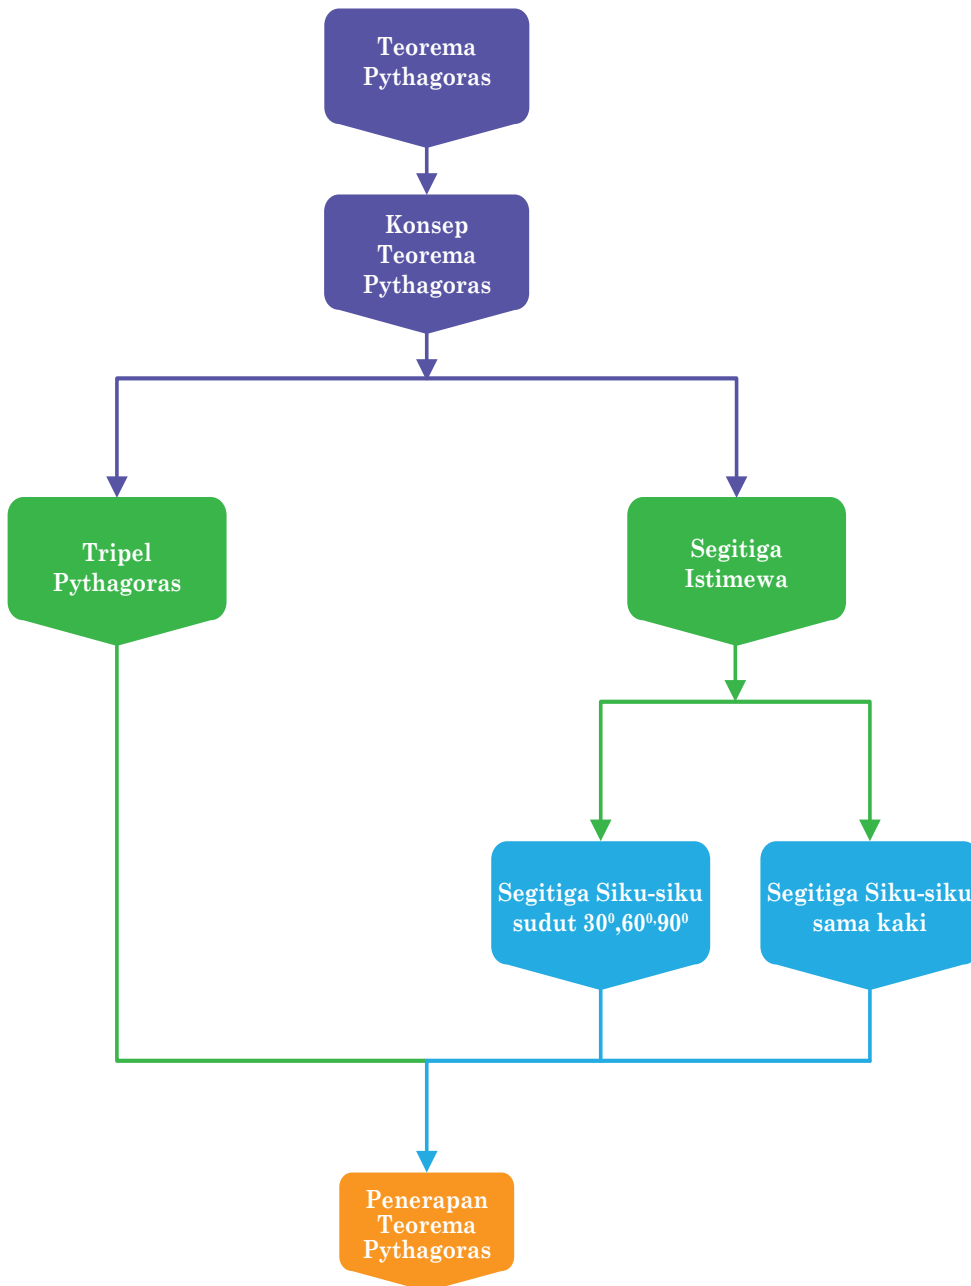 Teorema
Pythagoras
Konsep
Teorema
Pythagoras
Tripel
Pythagoras
Segitiga
Istimewa
Segitiga Siku-siku
sudut 30⁰,60⁰,90⁰
Segitiga Siku-siku
sama kaki
Penerapan
Teorema
Pythagoras